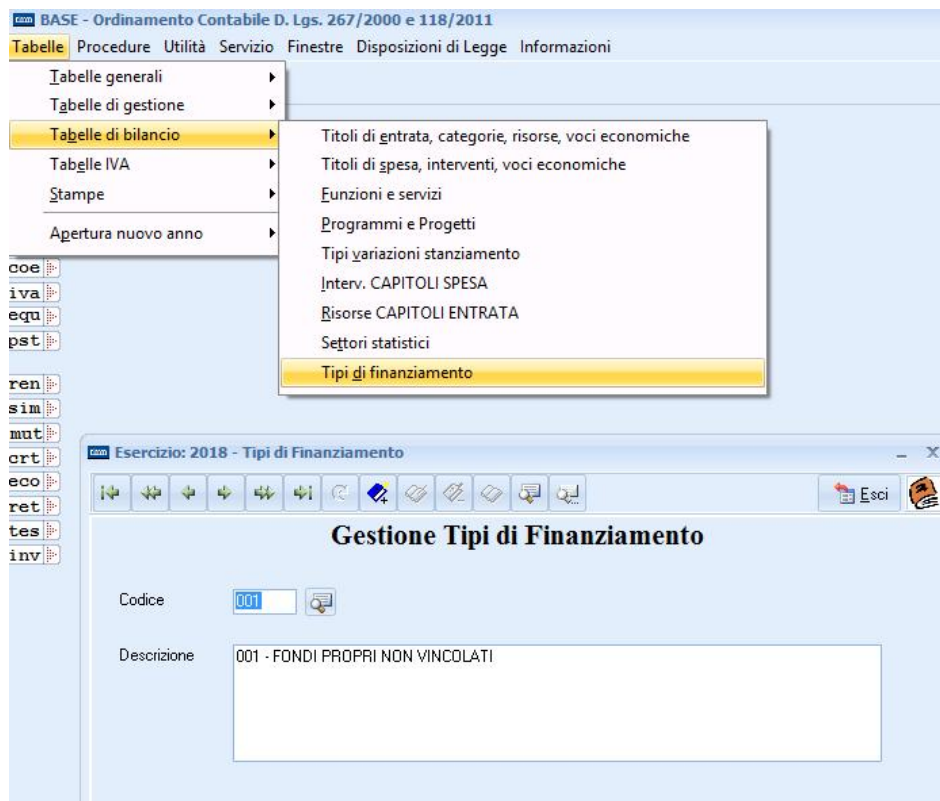 BASE - Ordinamento Contabile D. Lgs. 267/2000 e 118/2011
Tabelle Procedure Utilità Servizio Finestre Disposizioni di Legge Informazioni
Tabelle generali
Tabelle di gestione
Tabelle di bilancio
Tabelle IVA
Stampe
Apertura nuovo anno
Titoli di entrata, categorie, risorse, voci economiche
Titoli di spesa, interventi, voci economiche
Funzioni e servizi
Programmi e Progetti
Tipi variazioni stanziamento
Interv. CAPITOLI SPESA
Risorse CAPITOLI ENTRATA
Settori statistici
Tipi di finanziamento
coe
iva
equ
pst
ren
sim
mut
crt
eco
ret
tes
inv
Esercizio: 2018 - Tipi di Finanziamento
Esci
Gestione Tipi di Finanziamento
Codice 001
Descrizione 001 - FONDI PROPRI NON VINCOLATI